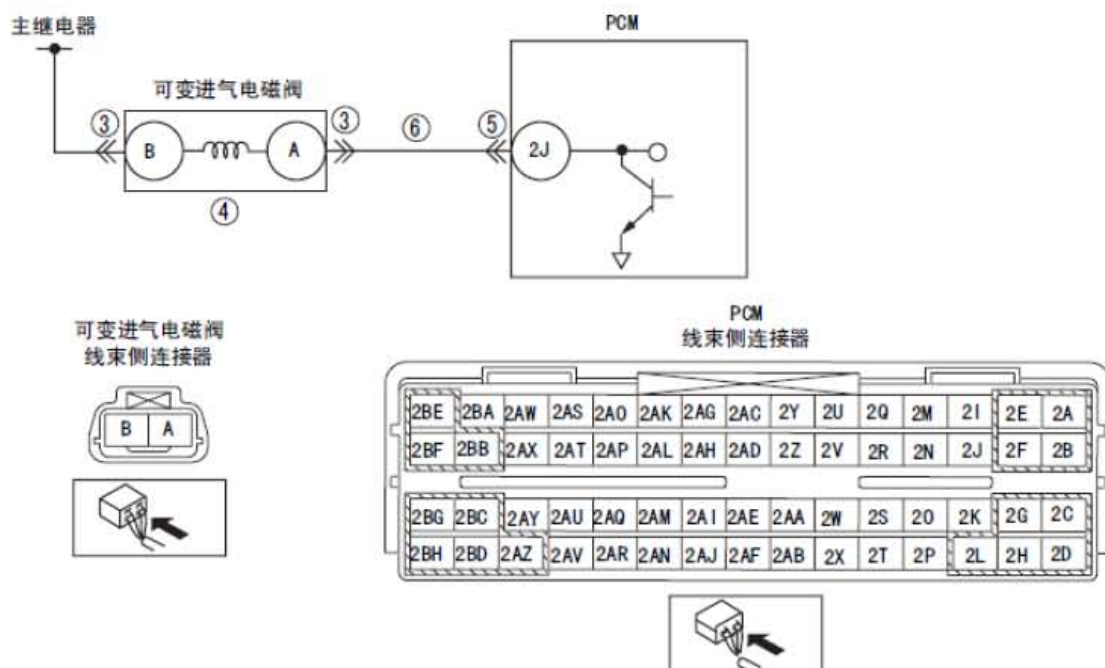 主继电器
PCM
可变进气电磁阀
③ B A ③ ⑥ ⑤ 2J
④
可变进气电磁阀
线束侧连接器
B A
PCM
线束侧连接器
2BE 2BA 2AW 2AS 2AO 2AK 2AG 2AC 2Y 2U 2Q 2M 2I 2E 2A
2BF 2BB 2AX 2AT 2AP 2AL 2AH 2AD 2Z 2V 2R 2N 2J 2F 2B
2BG 2BC 2AY 2AU 2AQ 2AM 2AI 2AE 2AA 2W 2S 2O 2K 2G 2C
2BH 2BD 2AZ 2AV 2AR 2AN 2AJ 2AF 2AB 2X 2T 2P 2L 2H 2D